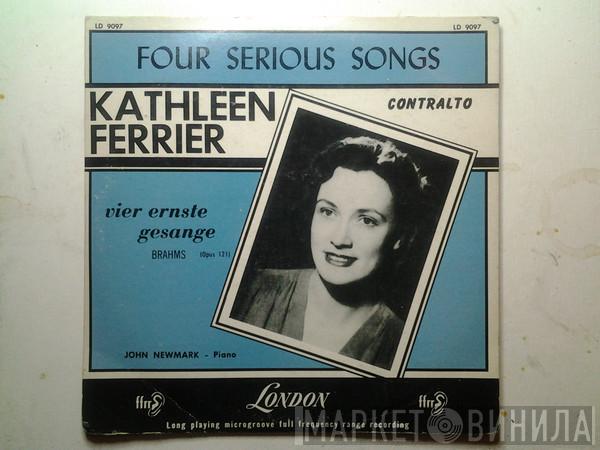 LD 9097
LD 9097
FOUR SERIOUS SONGS
KATHLEEN
FERRIER
CONTRALTO
vier ernste
gesange
BRAHMS (Opus 121)
JOHN NEWMARK - Piano
ffrr
LONDON
ffrr
Long playing microgroove full frequency range recording
МАРКЕТ ВИНИЛА